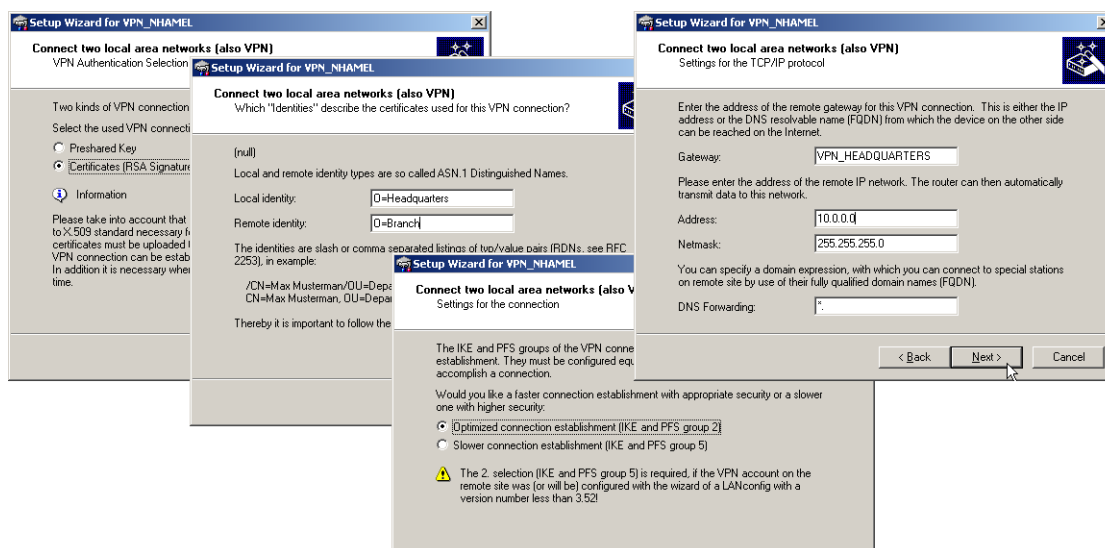 Setup Wizard for VPN_NHAMEL
Connect two local area networks (also VPN)
VPN Authentication Selection
Two kinds of VPN connection
Select the used VPN connecti
Preshared Key
Certificates (RSA Signature
Information
Please take into account that
to X.509 standard necessary f
certificates must be uploaded
VPN connection can be estab
In addition it is necessary when
time.
Setup Wizard for VPN_NHAMEL
Connect two local area networks (also VPN)
Which "Identities" describe the certificates used for this VPN connection?
(null)
Local and remote identity types are so called ASN.1 Distinguished Names.
Local identity: O=Headquarters
Remote identity: O=Branch
The identities are slash or comma separated listings of typ/value pairs (RDNs, see RFC
2253), in example:
/CN=Max Musterman/OU=Depa
CN=Max Musterman, OU=Depar
Thereby it is important to follow the
Setup Wizard for VPN_NHAMEL
Connect two local area networks (also V
Settings for the connection
The IKE and PFS groups of the VPN conne
establishment. They must be configured equ
accomplish a connection.
Would you like a faster connection establishment with appropriate security or a slower
one with higher security:
Optimized connection establishment (IKE and PFS group 2)
Slower connection establishment (IKE and PFS group 5)
The 2. selection (IKE and PFS group 5) is required, if the VPN account on the
remote site was (or will be) configured with the wizard of a LANconfig with a
version number less than 3.52!
Setup Wizard for VPN_NHAMEL
Connect two local area networks (also VPN)
Settings for the TCP/IP protocol
Enter the address of the remote gateway for this VPN connection. This is either the IP
address or the DNS resolvable name (FQDN) from which the device on the other side
can be reached on the Internet.
Gateway: VPN_HEADQUARTERS
Please enter the address of the remote IP network. The router can then automatically
transmit data to this network.
Address: 10.0.0.0
Netmask: 255.255.255.0
You can specify a domain expression, with which you can connect to special stations
on remote site by use of their fully qualified domain names (FQDN).
DNS Forwarding: *.
< Back Next > Cancel